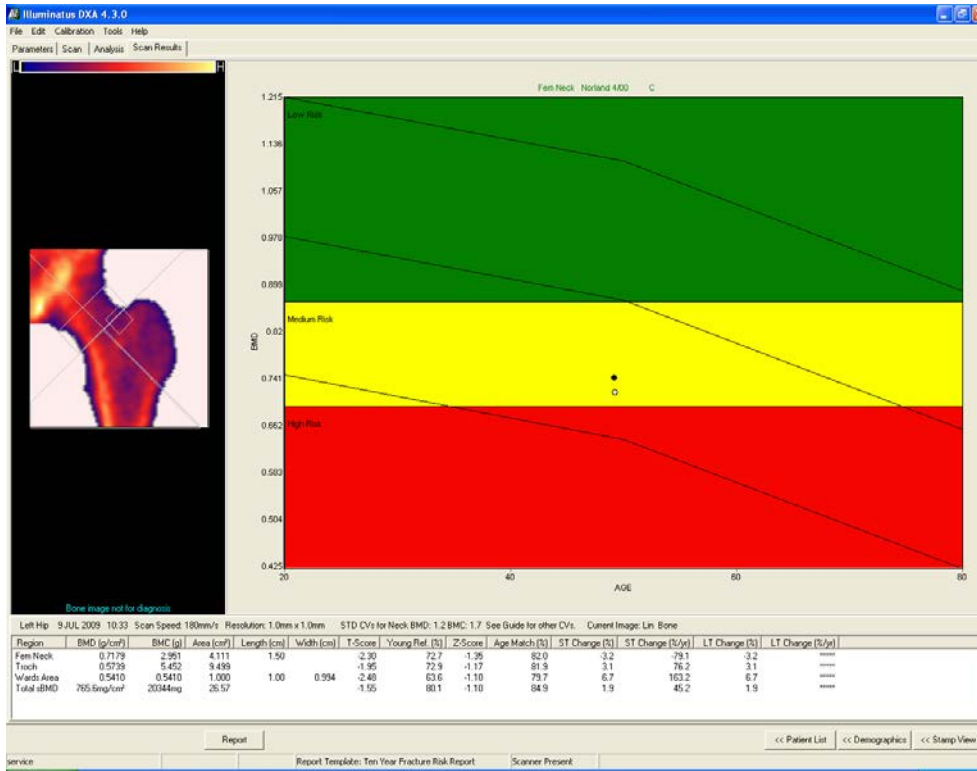 Illuminatus DXA 4.3.0
File Edit Calibration Tools Help
Parameters Scan Analysis Scan Results
L H
Fem Neck Norland 4/00 C
1.215
Low Risk
1.136
1.057
0.978
0.899
Medium Risk
0.82
BMD
0.741
0.662
High Risk
0.583
0.504
0.425
20 40 60 80
AGE
Bone image not for diagnosis
Left Hip 9 JUL 2009 10:33 Scan Speed: 180mm/s Resolution: 1.0mm x 1.0mm STD CVs for Neck BMD: 1.2 BMC: 1.7 See Guide for other CVs. Current Image: Lin Bone
Region BMD (g/cm²) BMC (g) Area (cm²) Length (cm) Width (cm) T-Score Young Ref. (%) Z-Score Age Match (%) ST Change (%) ST Change (%/yr) LT Change (%) LT Change (%/yr)
Fem Neck 0.7179 2.951 4.111 1.50 -2.30 72.7 -1.35 82.0 -3.2 -79.1 -3.2 *****
Troch 0.5739 5.452 9.499 -1.95 72.9 -1.17 81.9 3.1 76.2 3.1 *****
Wards Area 0.5410 0.5410 1.000 1.00 0.994 -2.48 63.6 -1.10 79.7 6.7 163.2 6.7 *****
Total sBMD 765.6mg/cm² 20344mg 26.57 -1.55 80.1 -1.10 84.9 1.9 45.2 1.9 *****
Report << Patient List << Demographics << Stamp View
service Report Template: Ten Year Fracture Risk Report Scanner Present